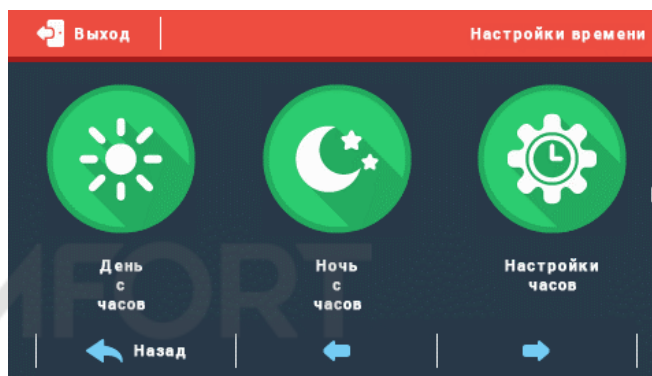 Выход
Настройки времени
День
с
часов
Ночь
с
часов
Настройки
часов
Назад